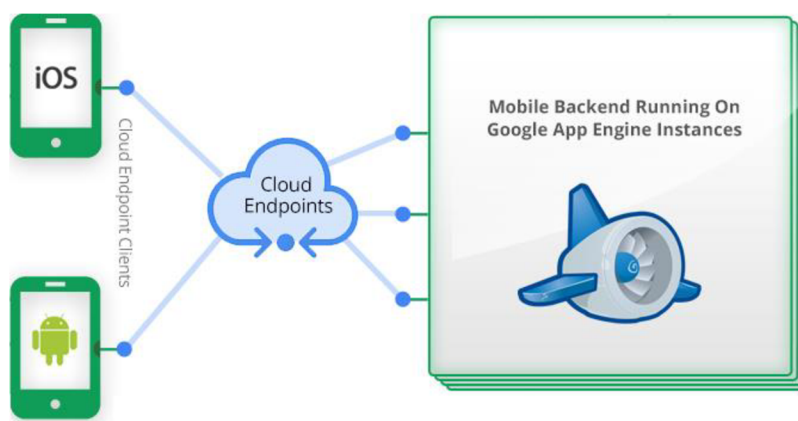 iOS
Cloud Endpoint Clients
Cloud
Endpoints
Mobile Backend Running On
Google App Engine Instances